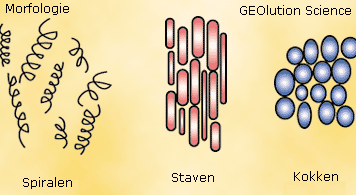 Morfologie
GEOlution Science
Spiralen
Staven
Kokken